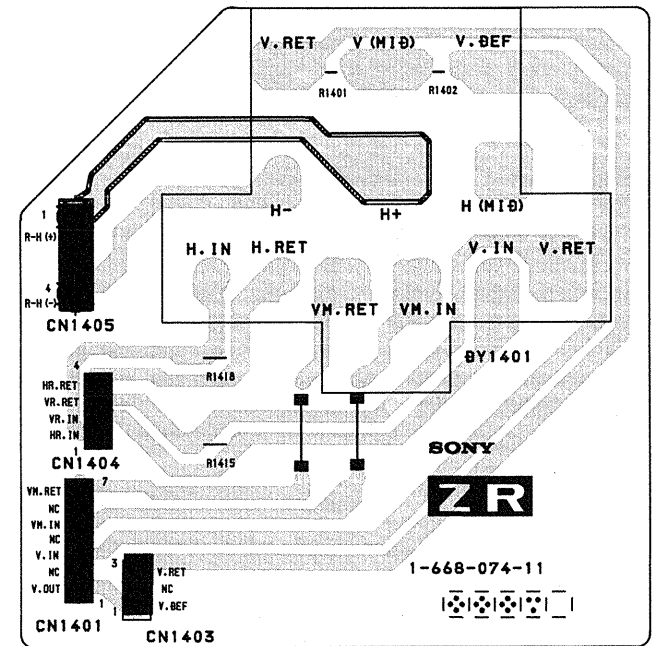 V.RET V(MID) V.DEF
R1401 R1402
1
R-H(+)
4
R-H(-)
CN1405
H- H+ H(MID)
H.IN H.RET V.IN V.RET
VM.RET VM.IN
DY1401
R1418
4
HR.RET
VR.RET
VR.IN
HR.IN
1
CN1404
R1415
SONY
ZR
7
VM.RET
NC
VM.IN
NC
V.IN
NC
V.OUT
1
CN1401
3
V.RET
NC
V.DEF
1
CN1403
1-668-074-11